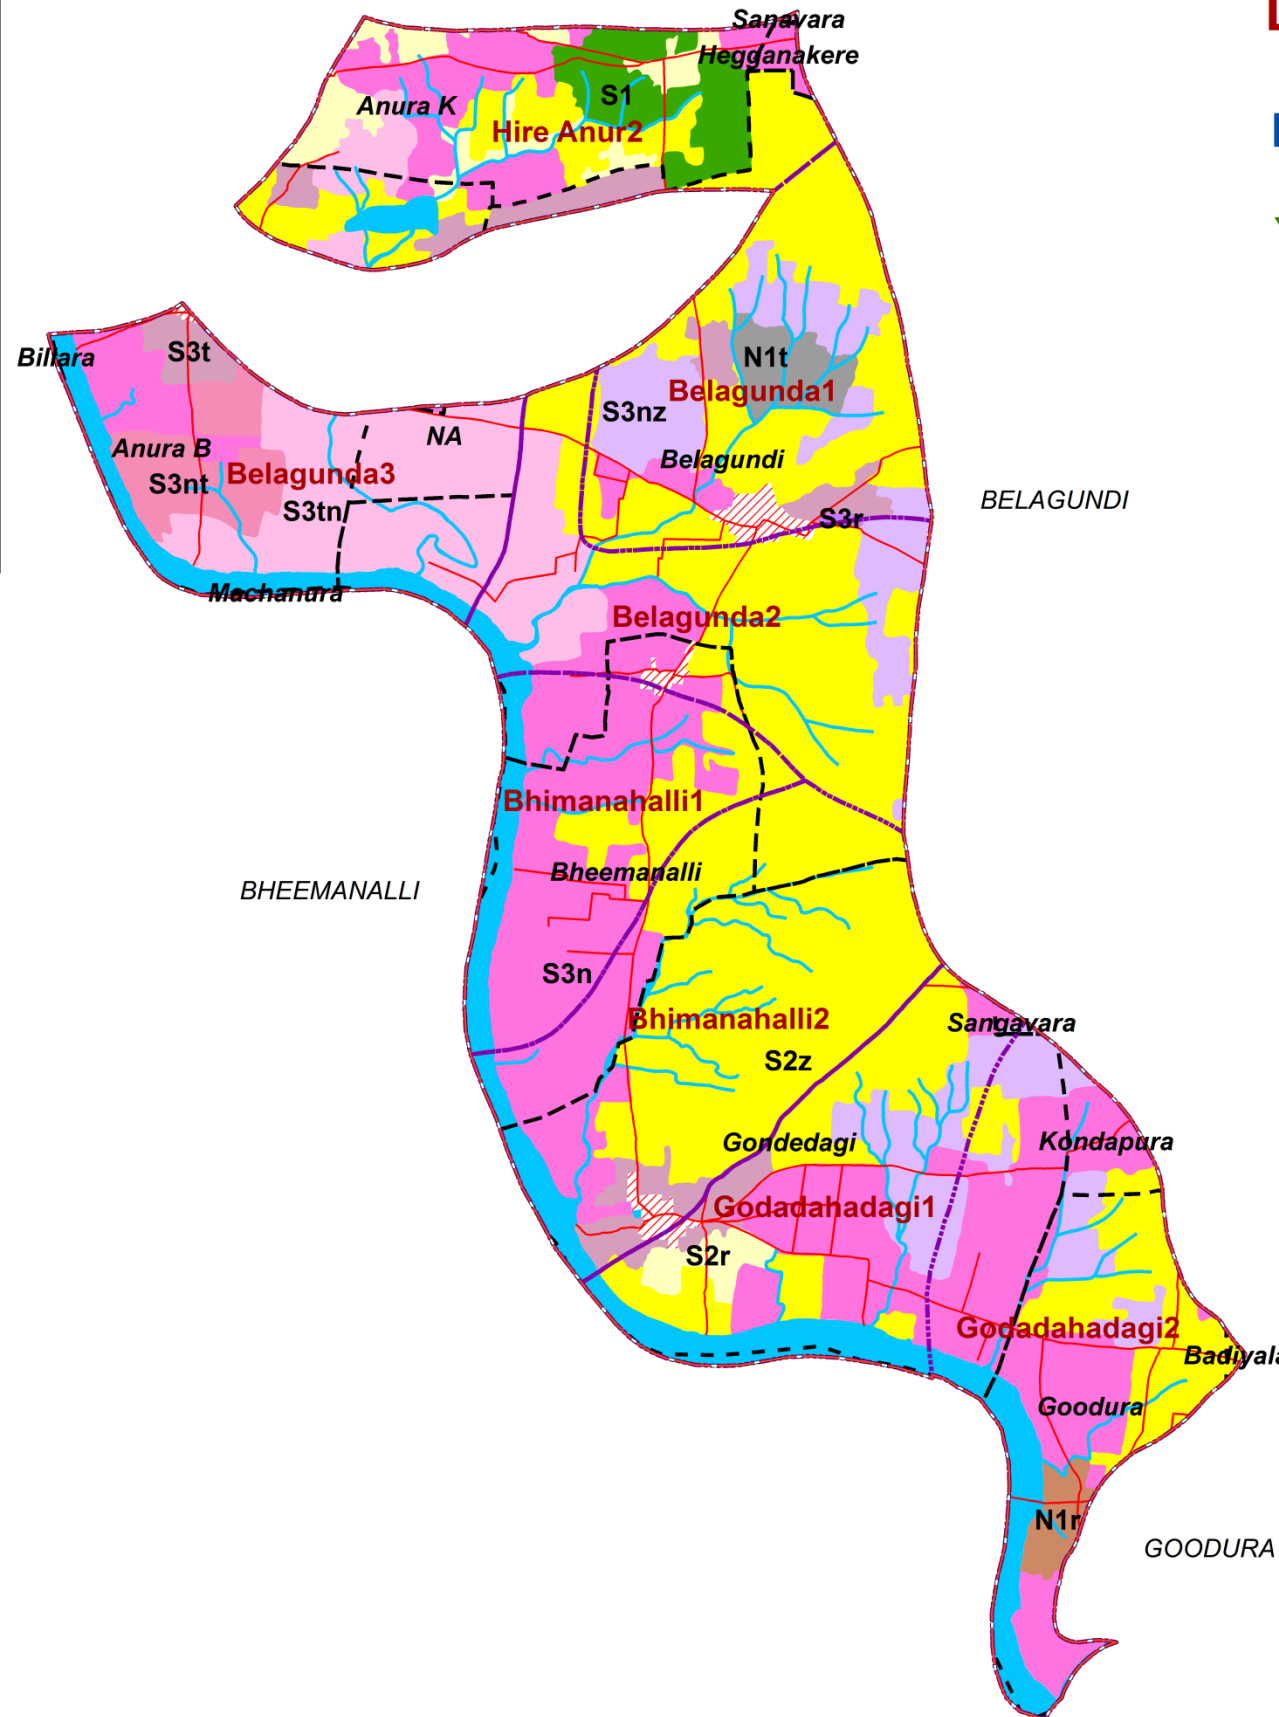 Sanavara
Hegganakere
S1
Anura K
Hire Anur2
Billara
S3t
N1t
Belagunda1
S3nz
NA
Anura B
Belagundi
Belagunda3
S3nt
S3tn
BELAGUNDI
S3r
Machanura
Belagunda2
Bhimanahalli1
Bheemanalli
BHEEMANALLI
S3n
Bhimanahalli2
Sangavara
S2z
Gondedagi
Kondapura
Godadahadagi1
S2r
Godadahadagi2
Badiyala
Goodura
N1r
GOODURA